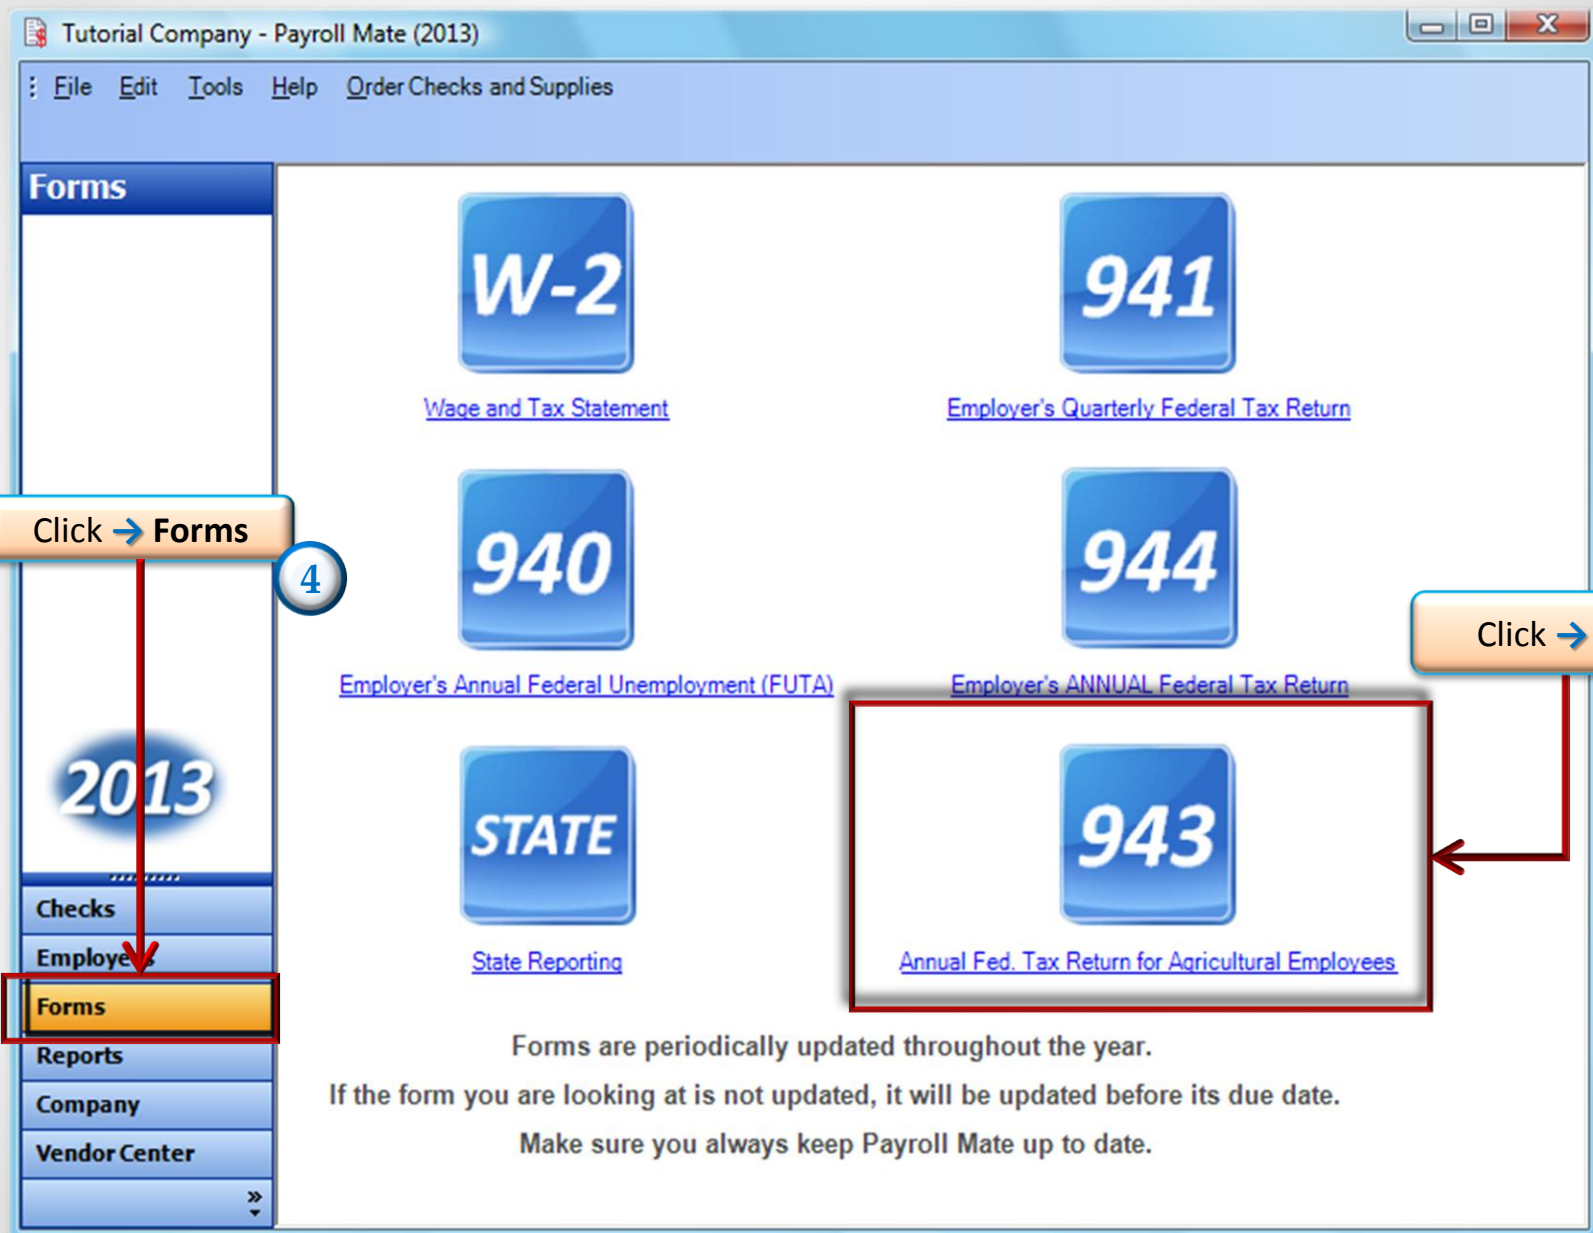 Tutorial Company - Payroll Mate (2013)
File Edit Tools Help Order Checks and Supplies
Forms
W-2
941
Wage and Tax Statement
Employer's Quarterly Federal Tax Return
Click → Forms
4
940
944
Click →
Employer's Annual Federal Unemployment (FUTA)
Employer's ANNUAL Federal Tax Return
2013
STATE
943
State Reporting
Annual Fed. Tax Return for Agricultural Employees
Checks
Employees
Forms
Reports
Company
Vendor Center
Forms are periodically updated throughout the year.
If the form you are looking at is not updated, it will be updated before its due date.
Make sure you always keep Payroll Mate up to date.